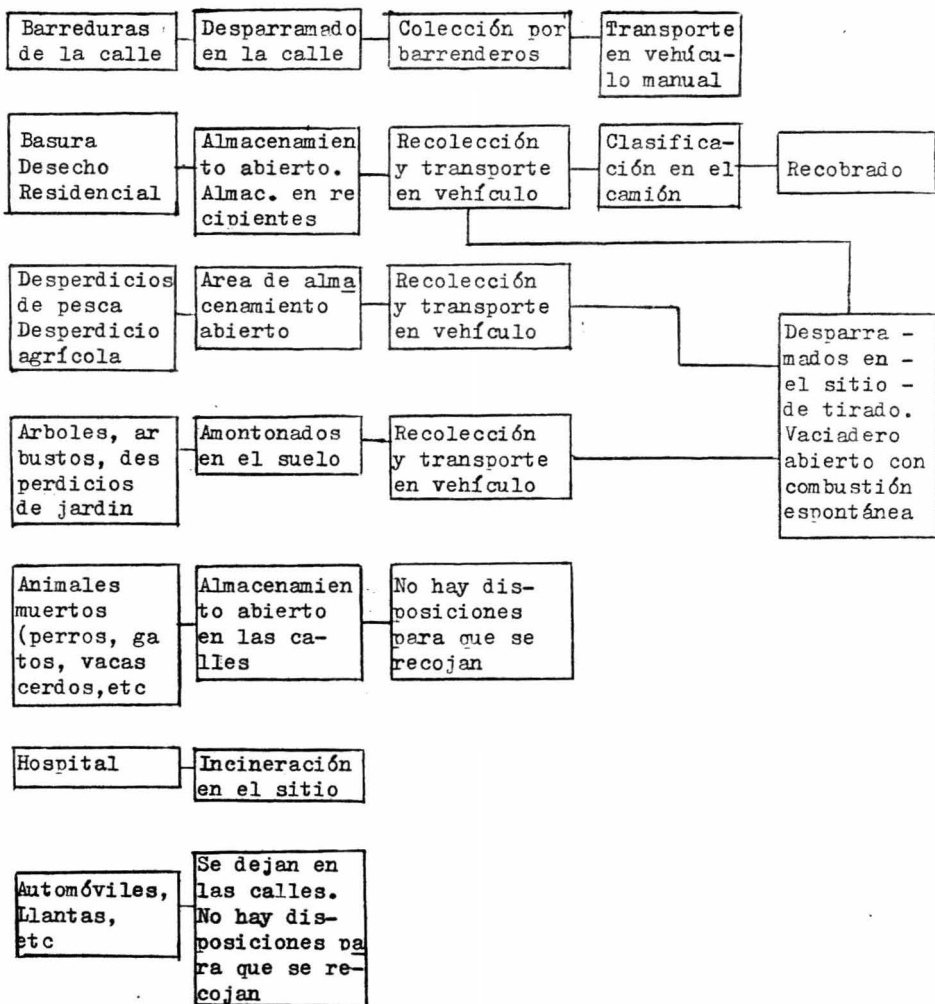 Barreduras
de la calle
Desparramado
en la calle
Colección por
barrenderos
Transporte
en vehícu-
lo manual
Basura
Desecho
Residencial
Almacenamien
to abierto.
Almac. en re
cipientes
Recolección
y transporte
en vehículo
Clasifica-
ción en el
camión
Recobrado
Desperdicios
de pesca
Desperdicio
agrícola
Area de alma
cenamiento
abierto
Recolección
y transporte
en vehículo
Desparra -
mados en -
el sitio -
de tirado.
Vaciadero
abierto con
combustión
espontánea
Arboles, ar
bustos, des
perdicios
de jardin
Amontonados
en el suelo
Recolección
y transporte
en vehículo
Animales
muertos
(perros, ga
tos, vacas
cerdos,etc
Almacenamien
to abierto
en las ca-
lles
No hay dis-
posiciones
para que se
recojan
Hospital
Incineración
en el sitio
Automóviles,
Llantas,
etc
Se dejan en
las calles.
No hay dis-
posiciones pa
ra que se re-
cojan